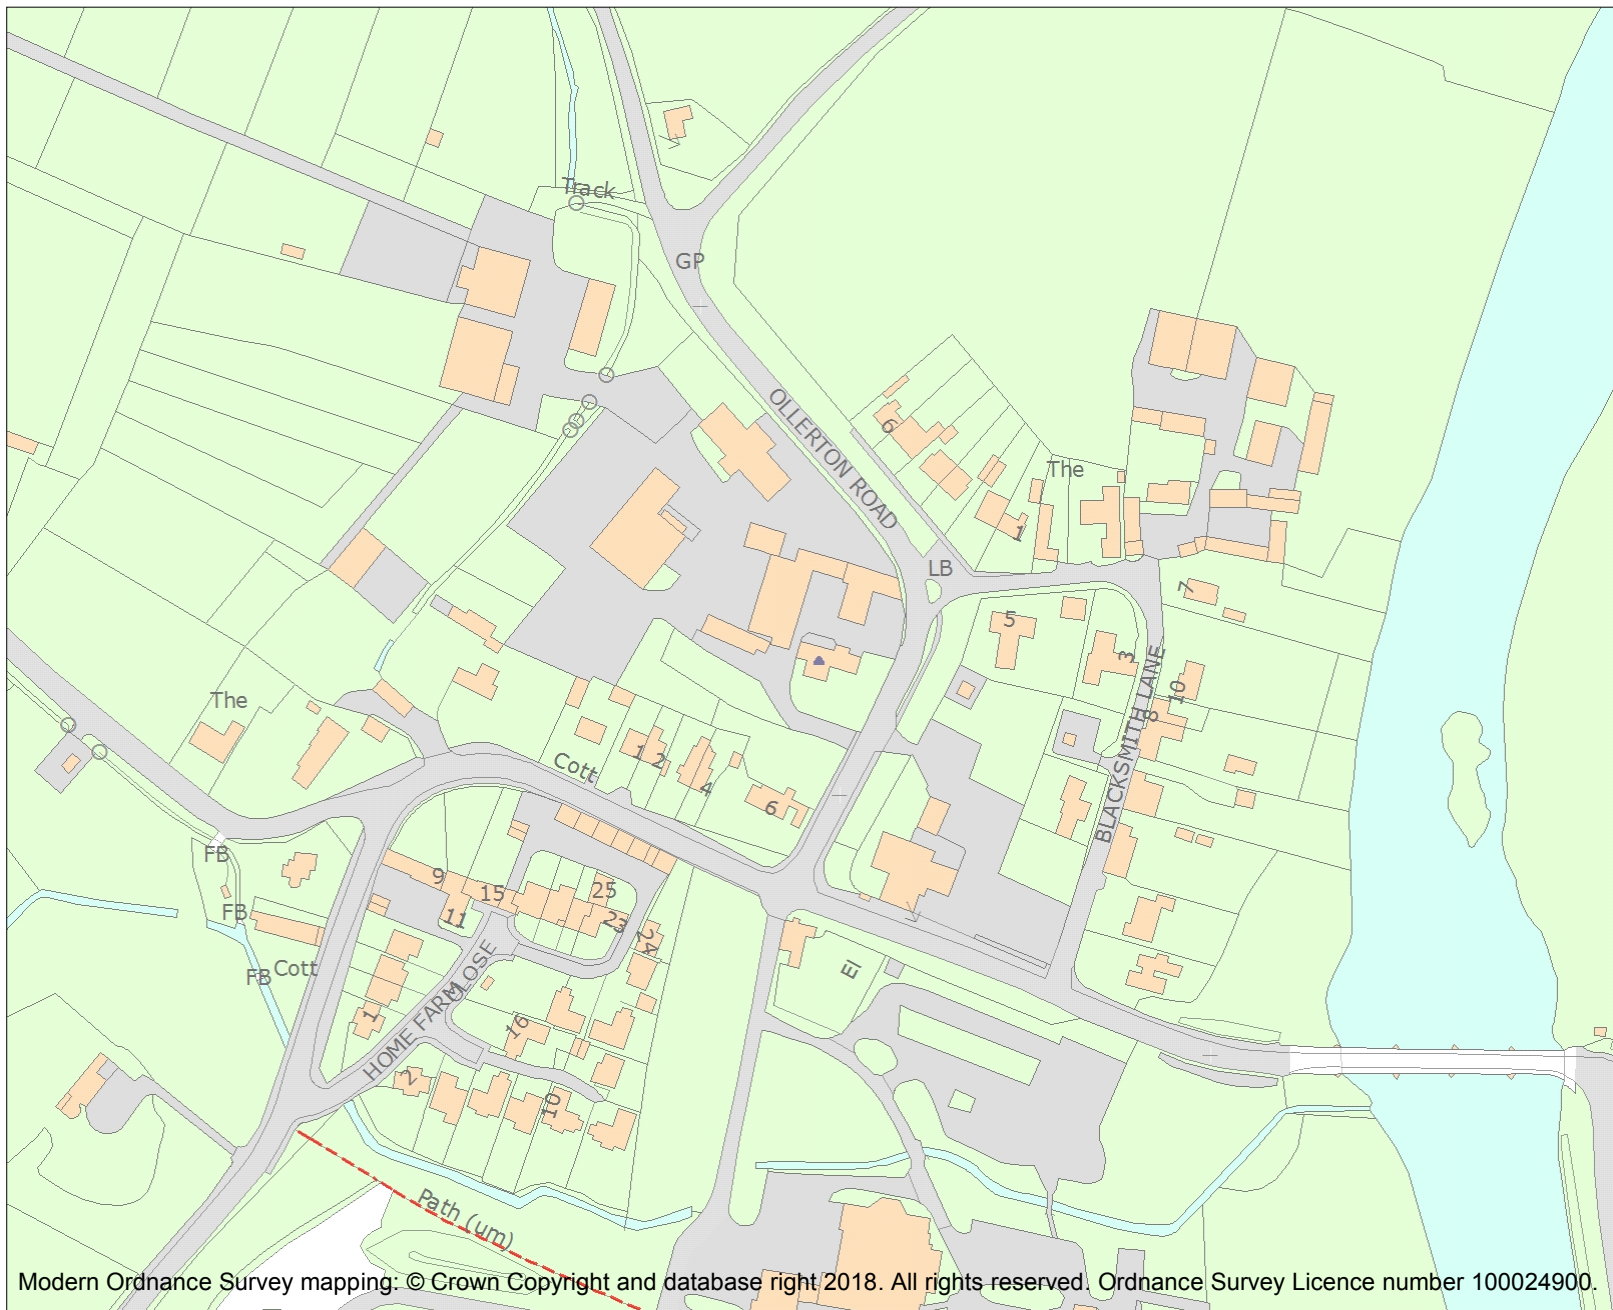 Track
GP
OLLERTON ROAD
6
The
1
LB
7
5
3
10
8
BLACKSMITH LANE
The
Cott
1 2
4
6
FB
9
15
25
11
23
24
FB
FB
Cott
El
HOME FARM
CLOSE
1
16
2
10
Path (um)
Modern Ordnance Survey mapping: © Crown Copyright and database right 2018. All rights reserved. Ordnance Survey Licence number 100024900.